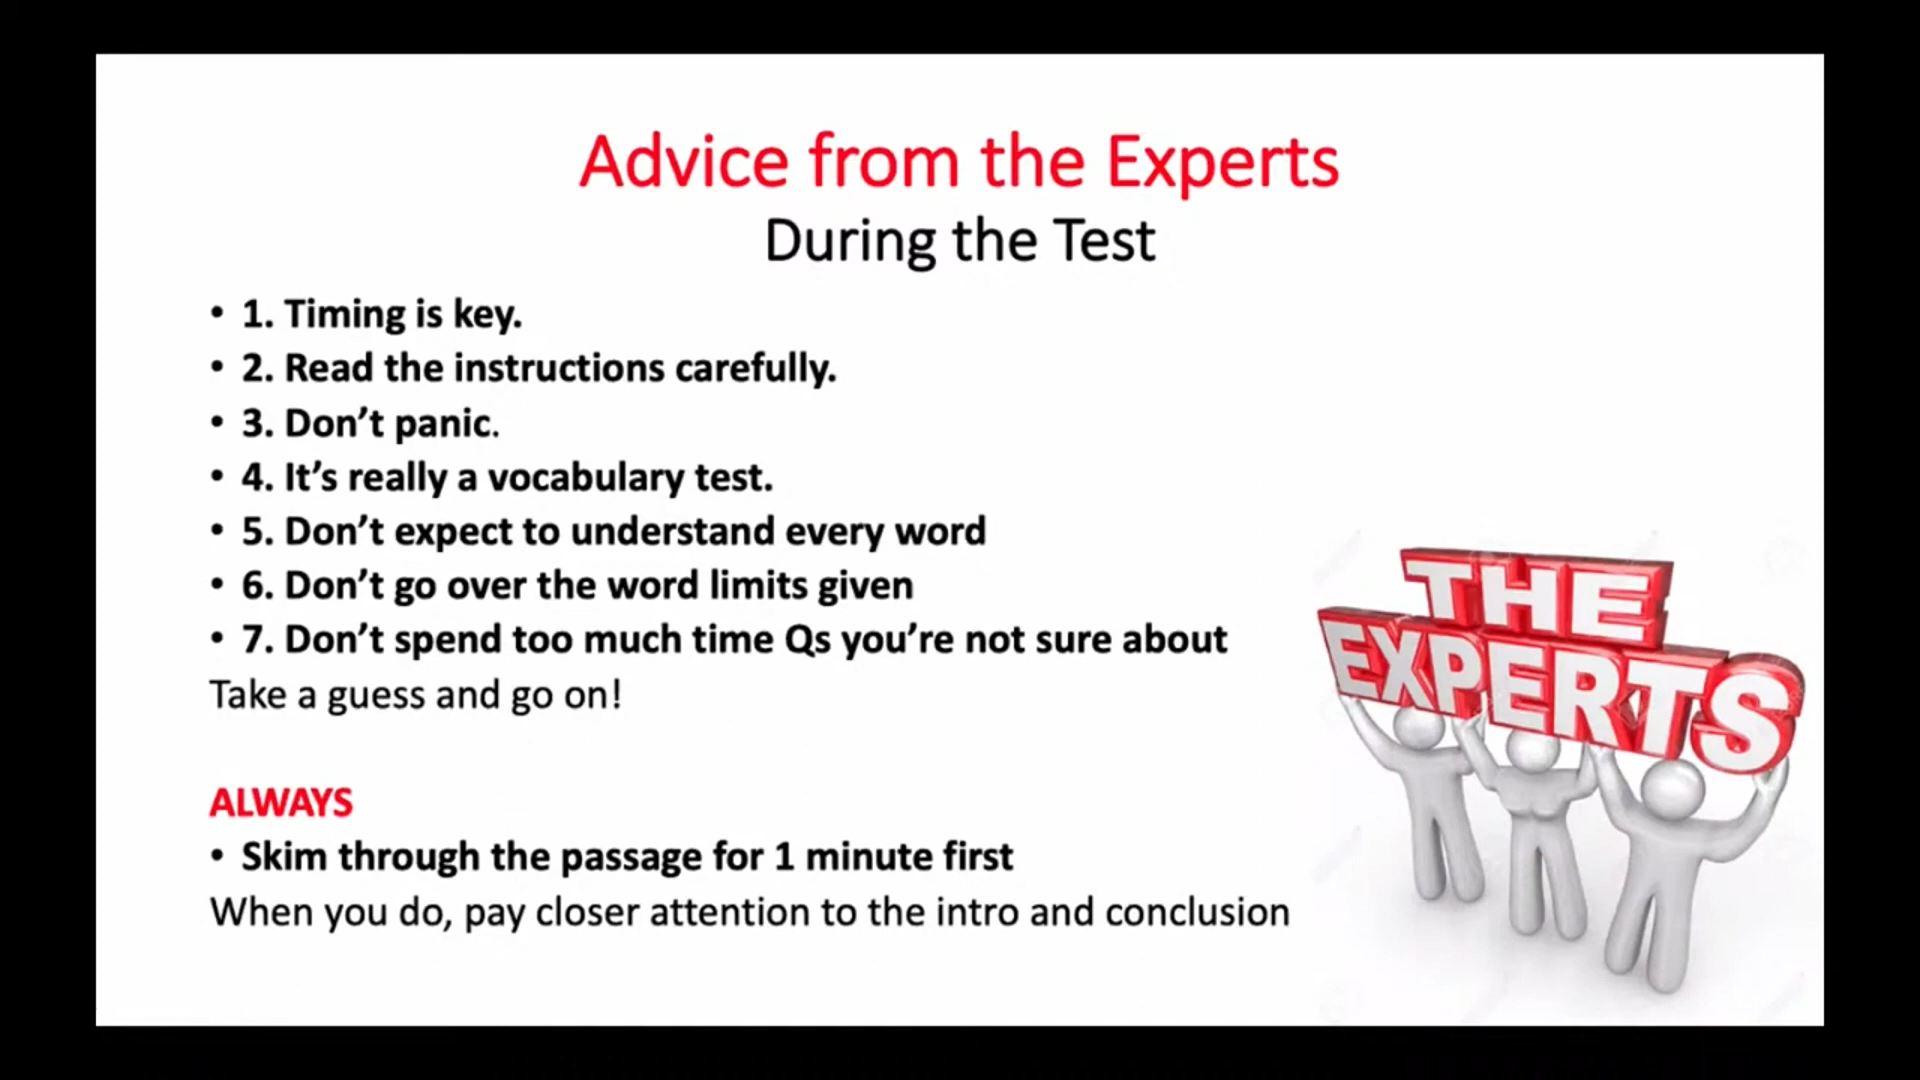 Advice from the Experts
During the Test
• 1. Timing is key.
• 2. Read the instructions carefully.
• 3. Don’t panic.
• 4. It’s really a vocabulary test.
• 5. Don’t expect to understand every word
• 6. Don’t go over the word limits given
• 7. Don’t spend too much time Qs you’re not sure about
Take a guess and go on!
ALWAYS
• Skim through the passage for 1 minute first
When you do, pay closer attention to the intro and conclusion
THE
EXPERTS